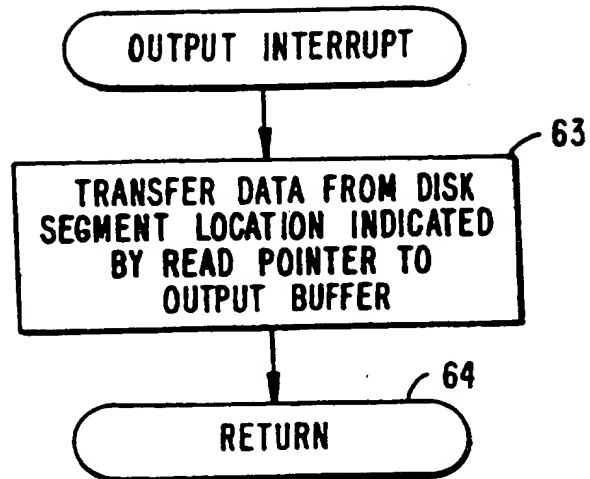 OUTPUT INTERRUPT
63
TRANSFER DATA FROM DISK
SEGMENT LOCATION INDICATED
BY READ POINTER TO
OUTPUT BUFFER
64
RETURN